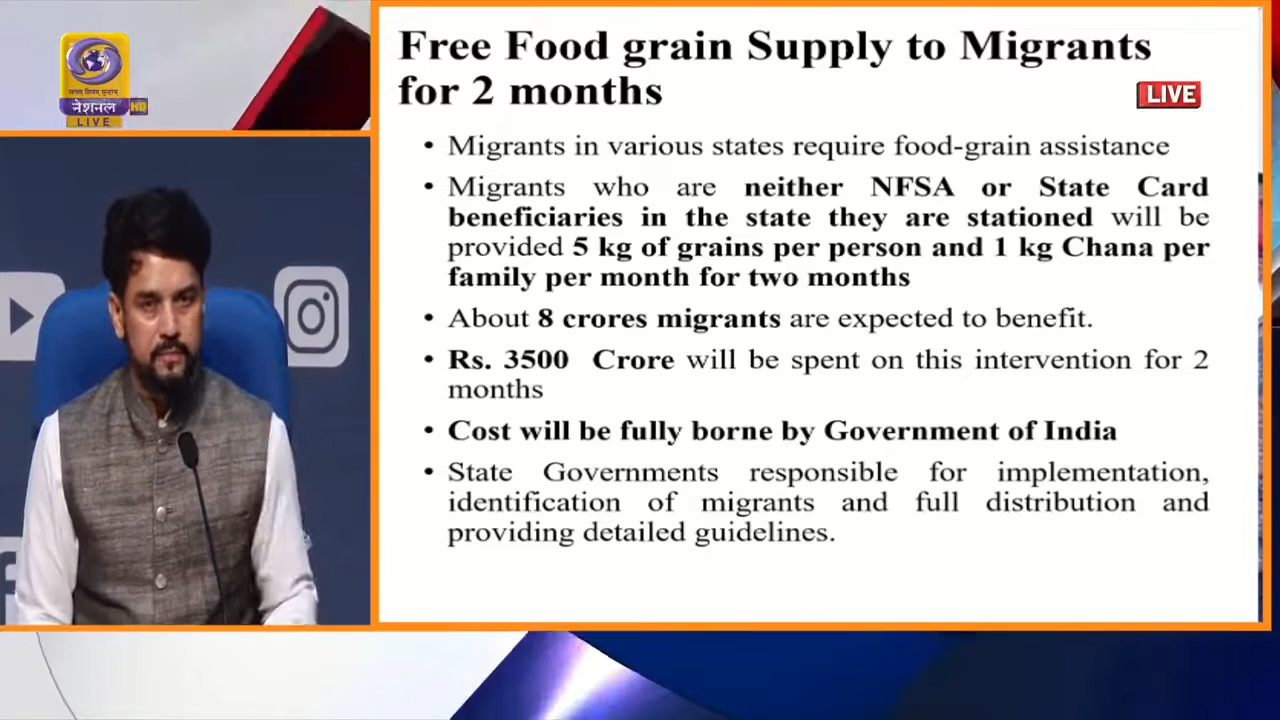 सत्यम् शिवम् सुन्दरम्
नेशनल HD
LIVE
Free Food grain Supply to Migrants
for 2 months
LIVE
• Migrants in various states require food-grain assistance
• Migrants who are neither NFSA or State Card
beneficiaries in the state they are stationed will be
provided 5 kg of grains per person and 1 kg Chana per
family per month for two months
• About 8 crores migrants are expected to benefit.
• Rs. 3500 Crore will be spent on this intervention for 2
months
• Cost will be fully borne by Government of India
• State Governments responsible for implementation,
identification of migrants and full distribution and
providing detailed guidelines.